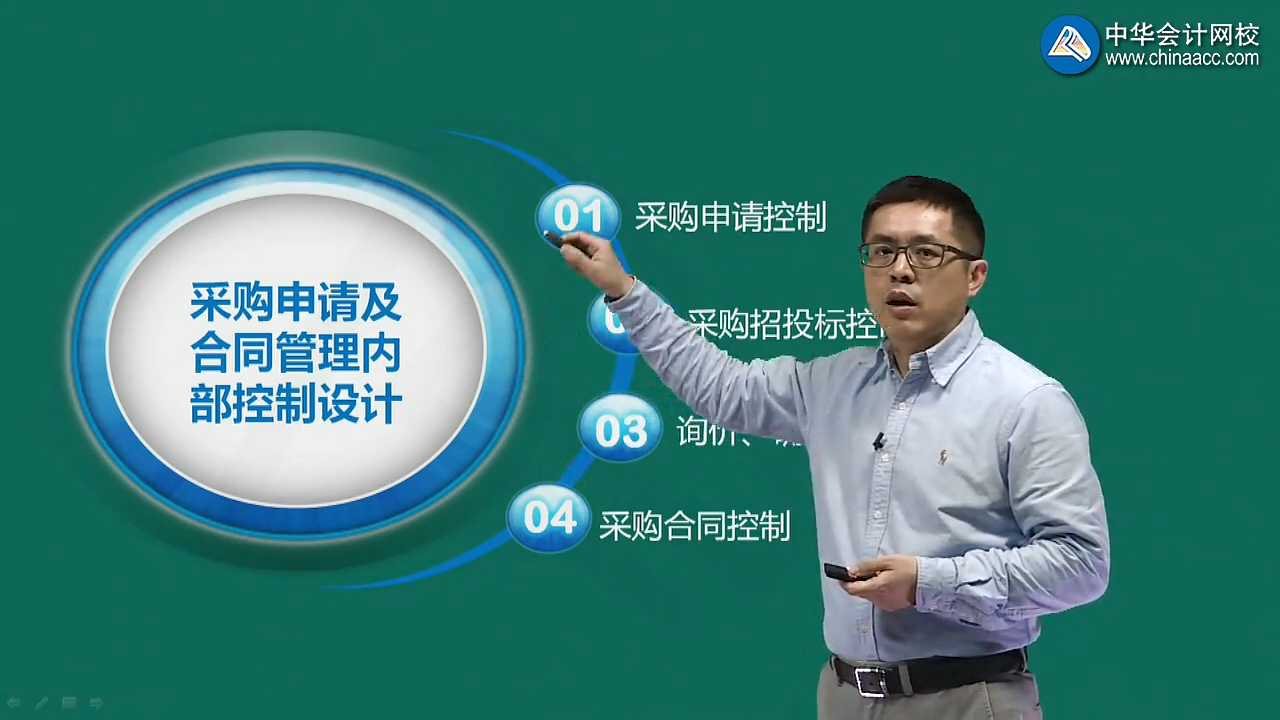 中华会计网校
www.chinaacc.com
01 采购申请控制
采购申请及
合同管理内
部控制设计
采购招投标控
03 询价、
04 采购合同控制